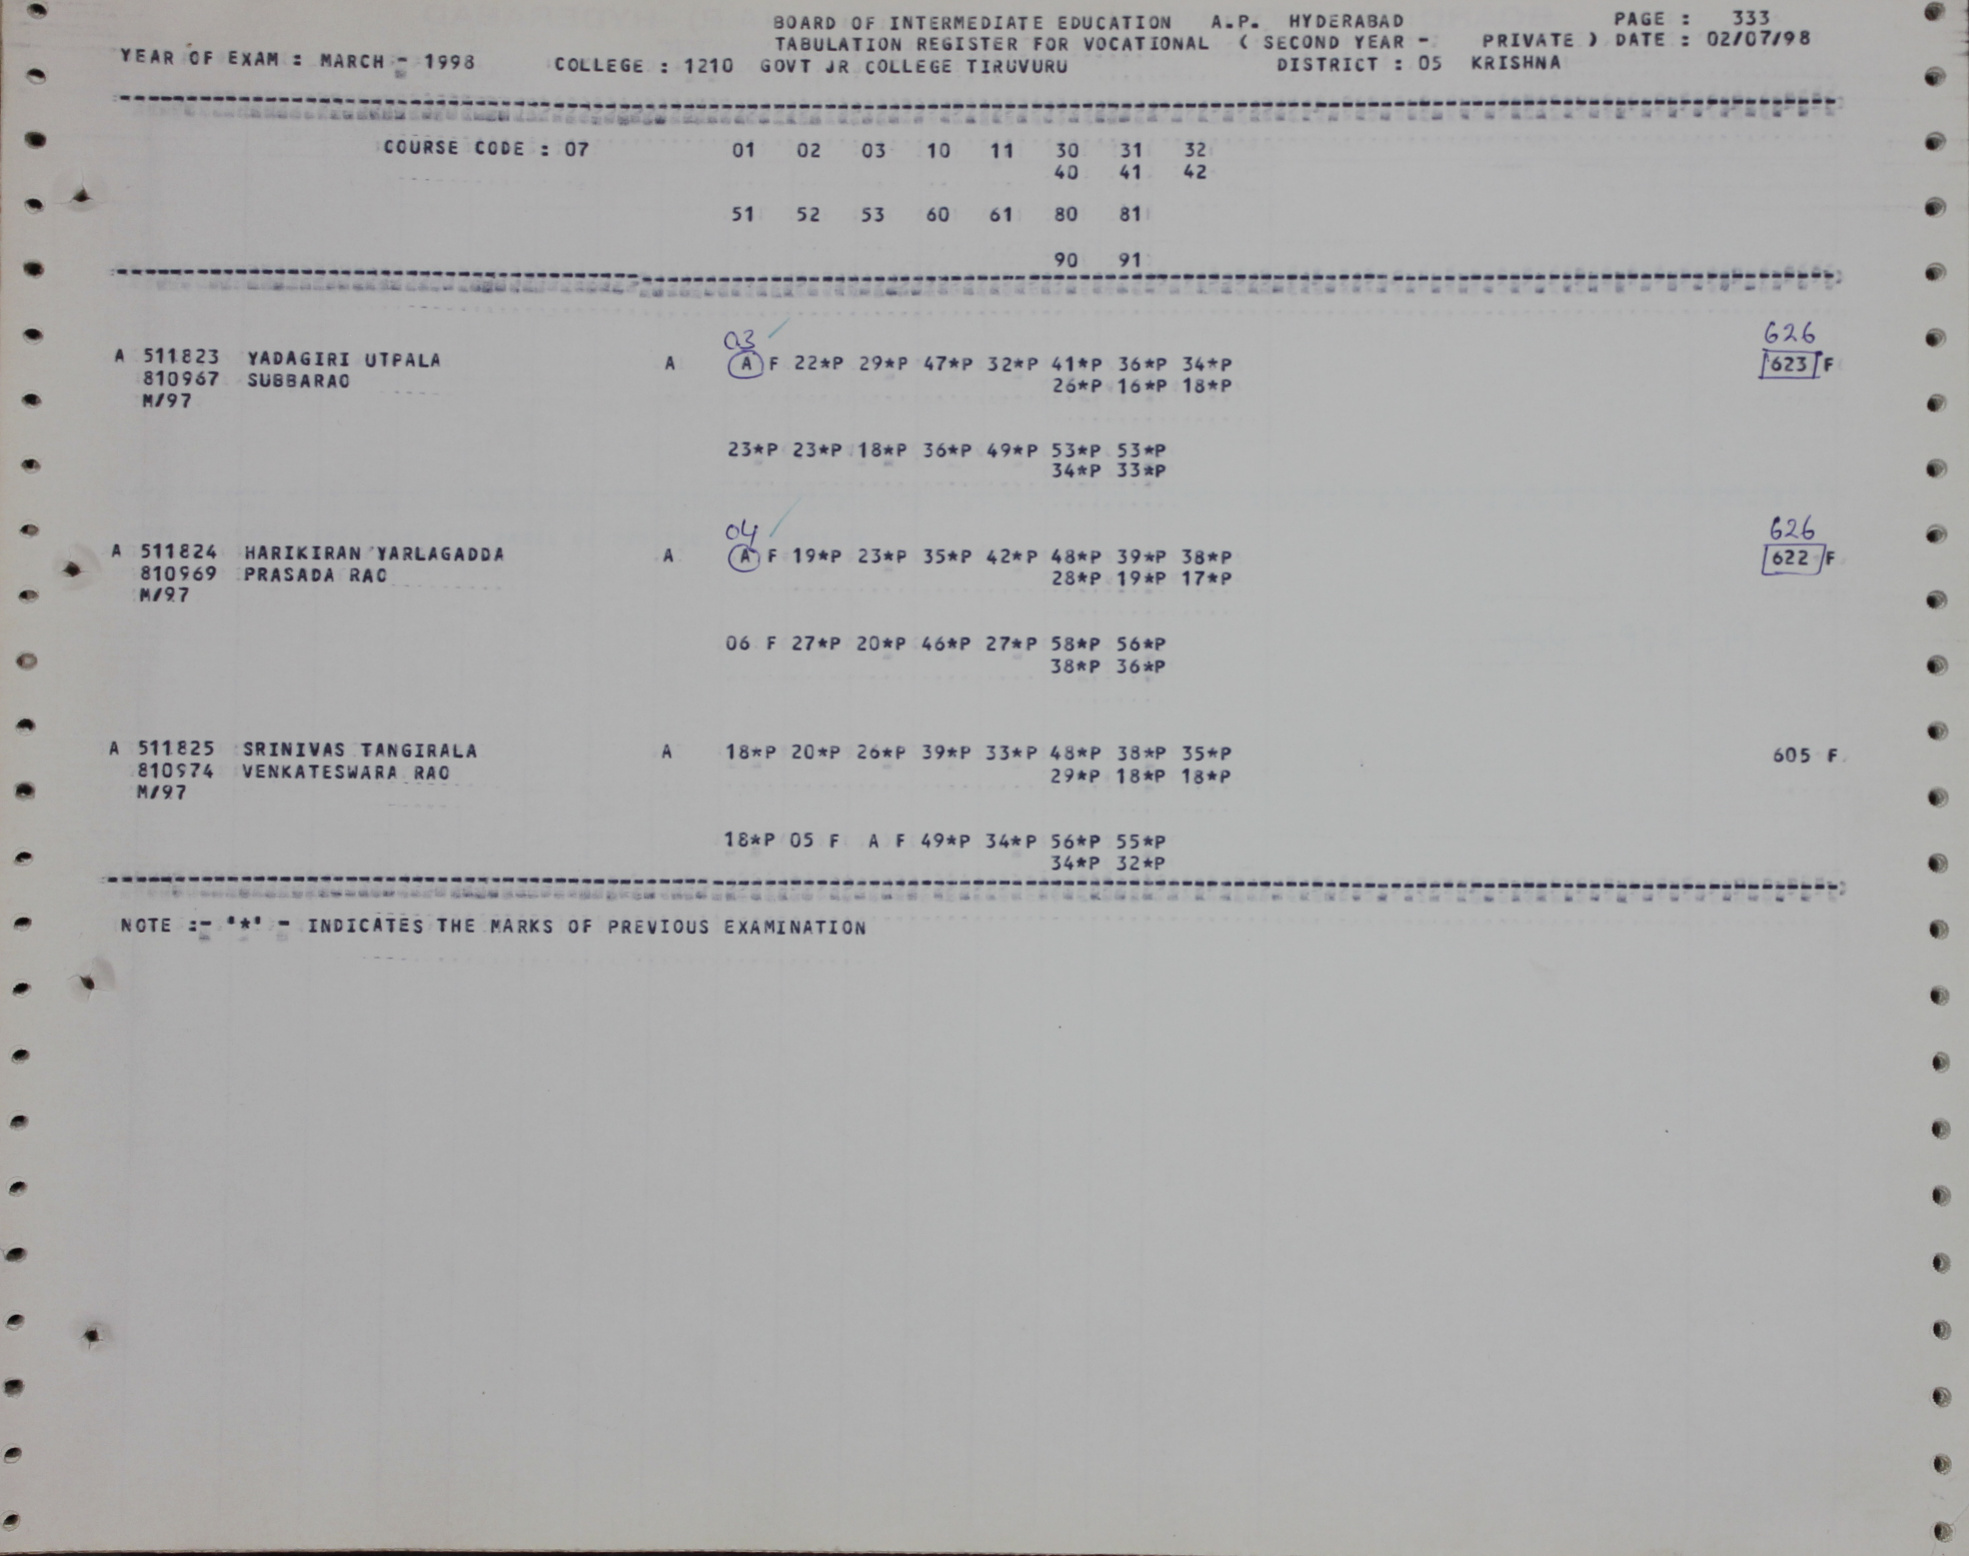 BOARD OF INTERMEDIATE EDUCATION A.P. HYDERABAD PAGE : 333
TABULATION REGISTER FOR VOCATIONAL ( SECOND YEAR - PRIVATE ) DATE : 02/07/98
YEAR OF EXAM : MARCH - 1998 COLLEGE : 1210 GOVT JR COLLEGE TIRUVURU DISTRICT : 05 KRISHNA
COURSE CODE : 07 01 02 03 10 11 30 31 32
40 41 42
51 52 53 60 61 80 81
90 91
03 626
A 511823 YADAGIRI UTPALA A A F 22*P 29*P 47*P 32*P 41*P 36*P 34*P 623 F
810967 SUBBARAO 26*P 16*P 18*P
M/97
23*P 23*P 18*P 36*P 49*P 53*P 53*P
34*P 33*P
04 626
A 511824 HARIKIRAN YARLAGADDA A A F 19*P 23*P 35*P 42*P 48*P 39*P 38*P 622 F
810969 PRASADA RAO 28*P 19*P 17*P
M/97
06 F 27*P 20*P 46*P 27*P 58*P 56*P
38*P 36*P
A 511825 SRINIVAS TANGIRALA A 18*P 20*P 26*P 39*P 33*P 48*P 38*P 35*P 605 F
810974 VENKATESWARA RAO 29*P 18*P 18*P
M/97
18*P 05 F A F 49*P 34*P 56*P 55*P
34*P 32*P
NOTE :- '*' - INDICATES THE MARKS OF PREVIOUS EXAMINATION